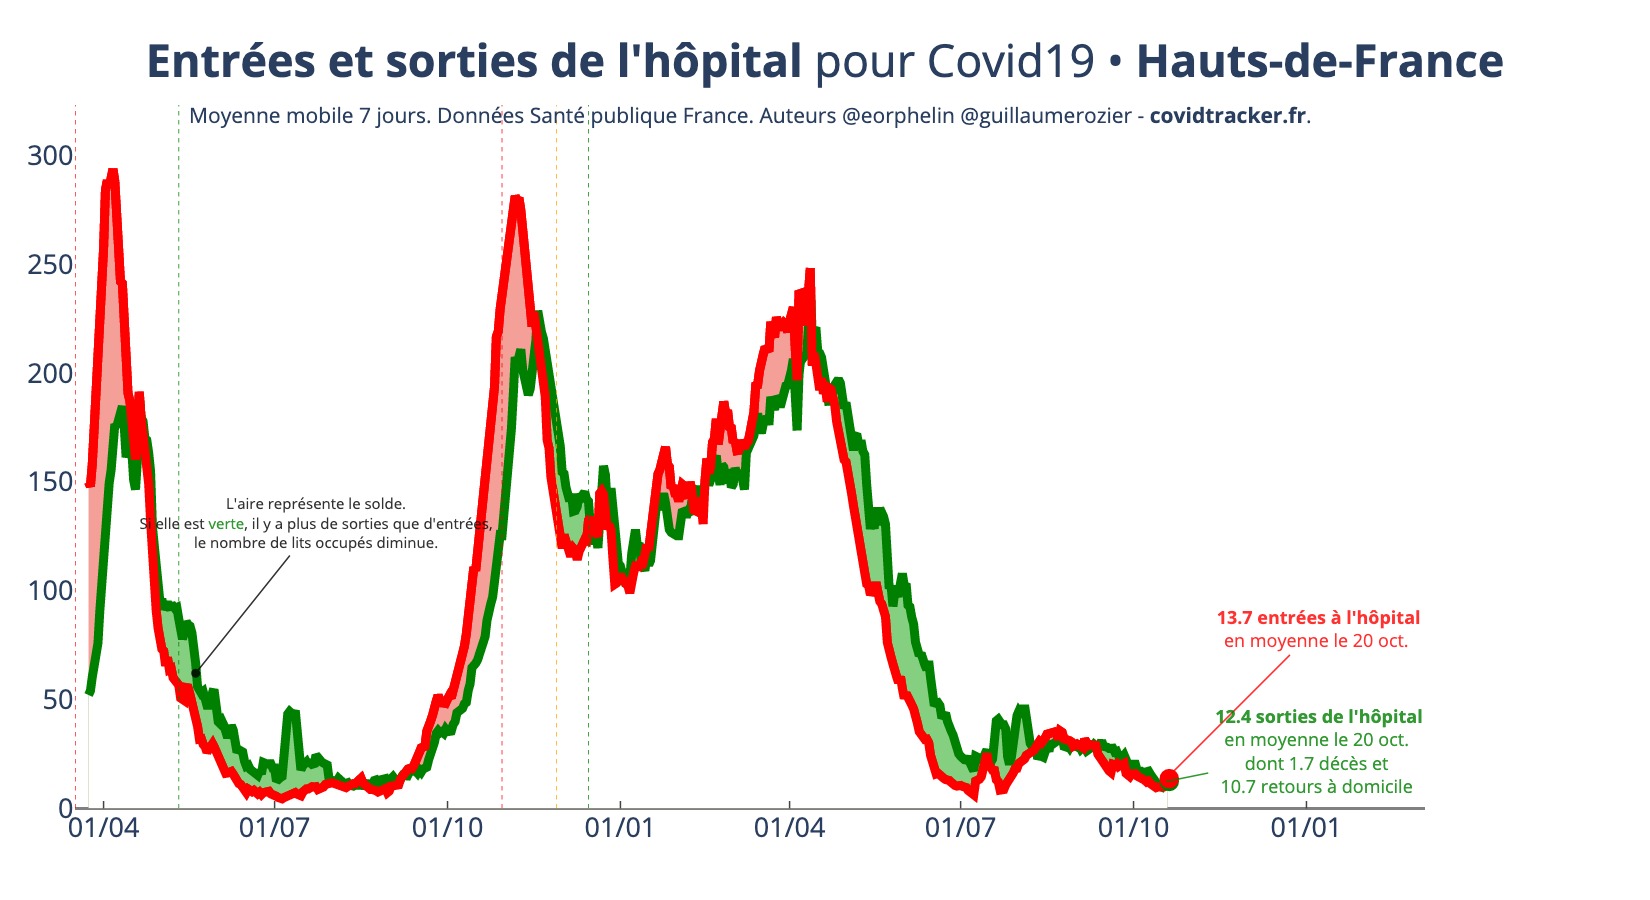 Entrées et sorties de l'hôpital pour Covid19 • Hauts-de-France
Moyenne mobile 7 jours. Données Santé publique France. Auteurs @eorphelin @guillaumerozier - covidtracker.fr.
300
250
200
150
100
50
0
L'aire représente le solde.
Si elle est verte, il y a plus de sorties que d'entrées,
le nombre de lits occupés diminue.
13.7 entrées à l'hôpital
en moyenne le 20 oct.
12.4 sorties de l'hôpital
en moyenne le 20 oct.
dont 1.7 décès et
10.7 retours à domicile
01/04
01/07
01/10
01/01
01/04
01/07
01/10
01/01